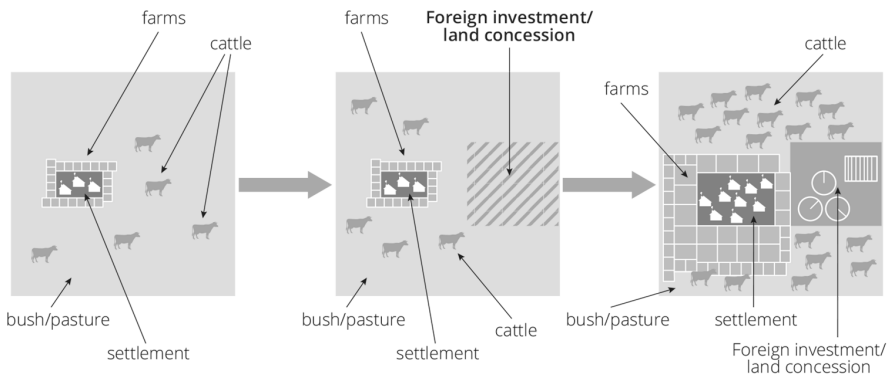 farms
cattle
bush/pasture
settlement
farms
Foreign investment/
land concession
bush/pasture
cattle
settlement
cattle
farms
bush/pasture
settlement
Foreign investment/
land concession